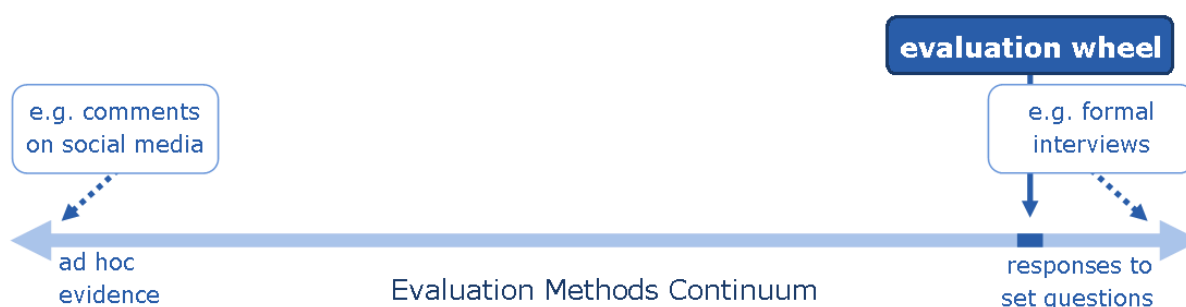 evaluation wheel
e.g. comments
on social media
e.g. formal
interviews
ad hoc
evidence
Evaluation Methods Continuum
responses to
set questions